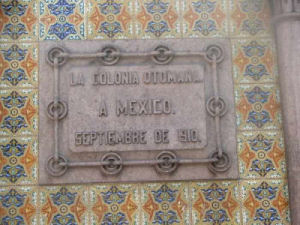 LA COLONIA OTOMANA
A MEXICO.
SEPTIEMBRE DE 1910.